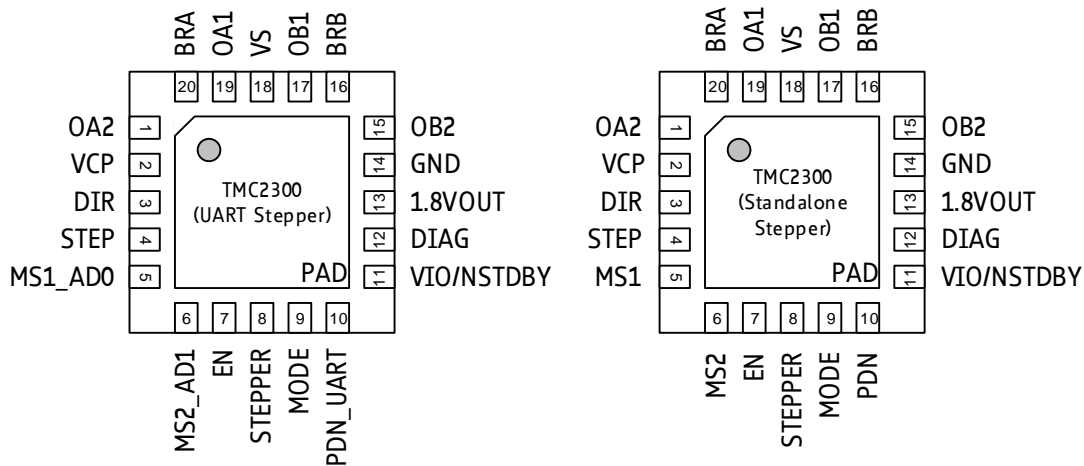 BRA OA1 VS OB1 BRB
20 19 18 17 16
OA2 1
VCP 2
DIR 3
STEP 4
MS1_AD0 5
TMC2300
(UART Stepper)
PAD
15 OB2
14 GND
13 1.8VOUT
12 DIAG
11 VIO/NSTDBY
6 7 8 9 10
MS2_AD1 EN STEPPER MODE PDN_UART
BRA OA1 VS OB1 BRB
20 19 18 17 16
OA2 1
VCP 2
DIR 3
STEP 4
MS1 5
TMC2300
(Standalone
Stepper)
PAD
15 OB2
14 GND
13 1.8VOUT
12 DIAG
11 VIO/NSTDBY
6 7 8 9 10
MS2 EN STEPPER MODE PDN